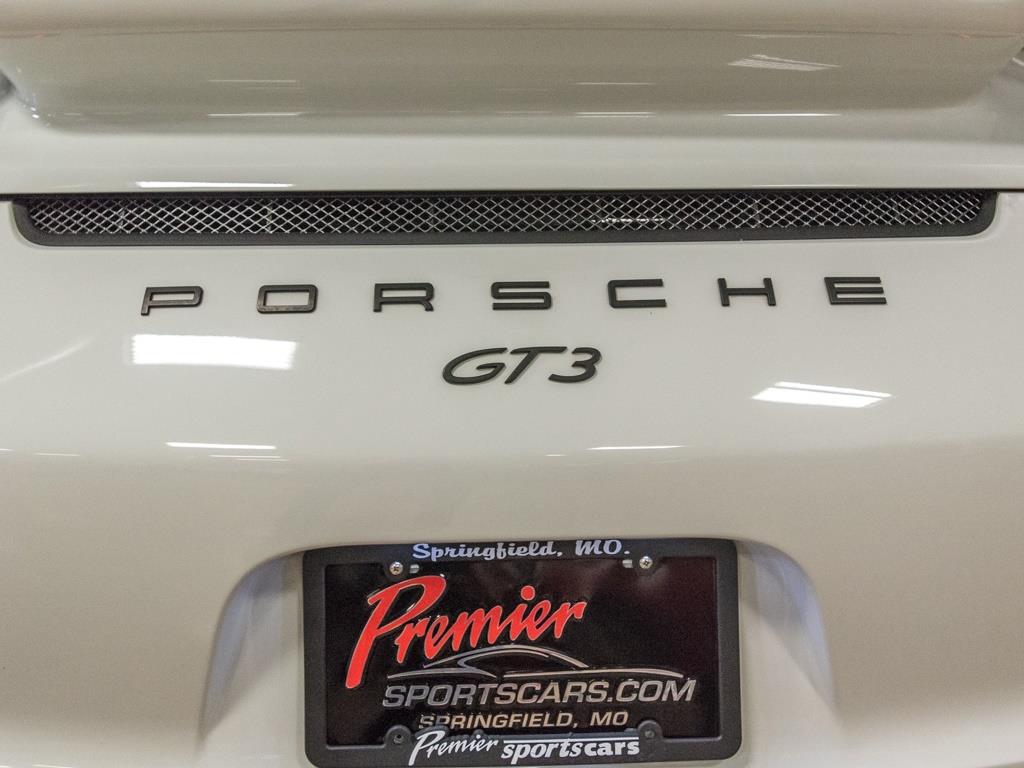 PORSCHE
GT3
Springfield, MO.
Premier
SPORTSCARS.COM
SPRINGFIELD, MO
Premier sportscars